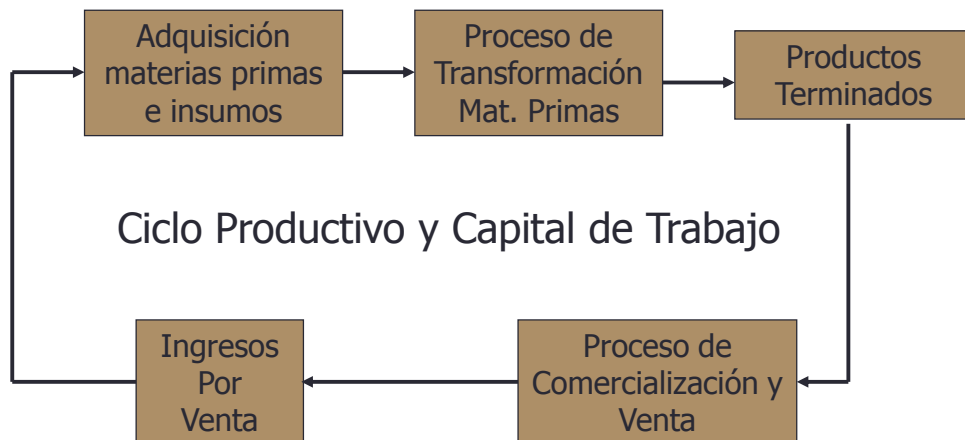 Adquisición
materias primas
e insumos
Proceso de
Transformación
Mat. Primas
Productos
Terminados
Ciclo Productivo y Capital de Trabajo
Ingresos
Por
Venta
Proceso de
Comercialización y
Venta